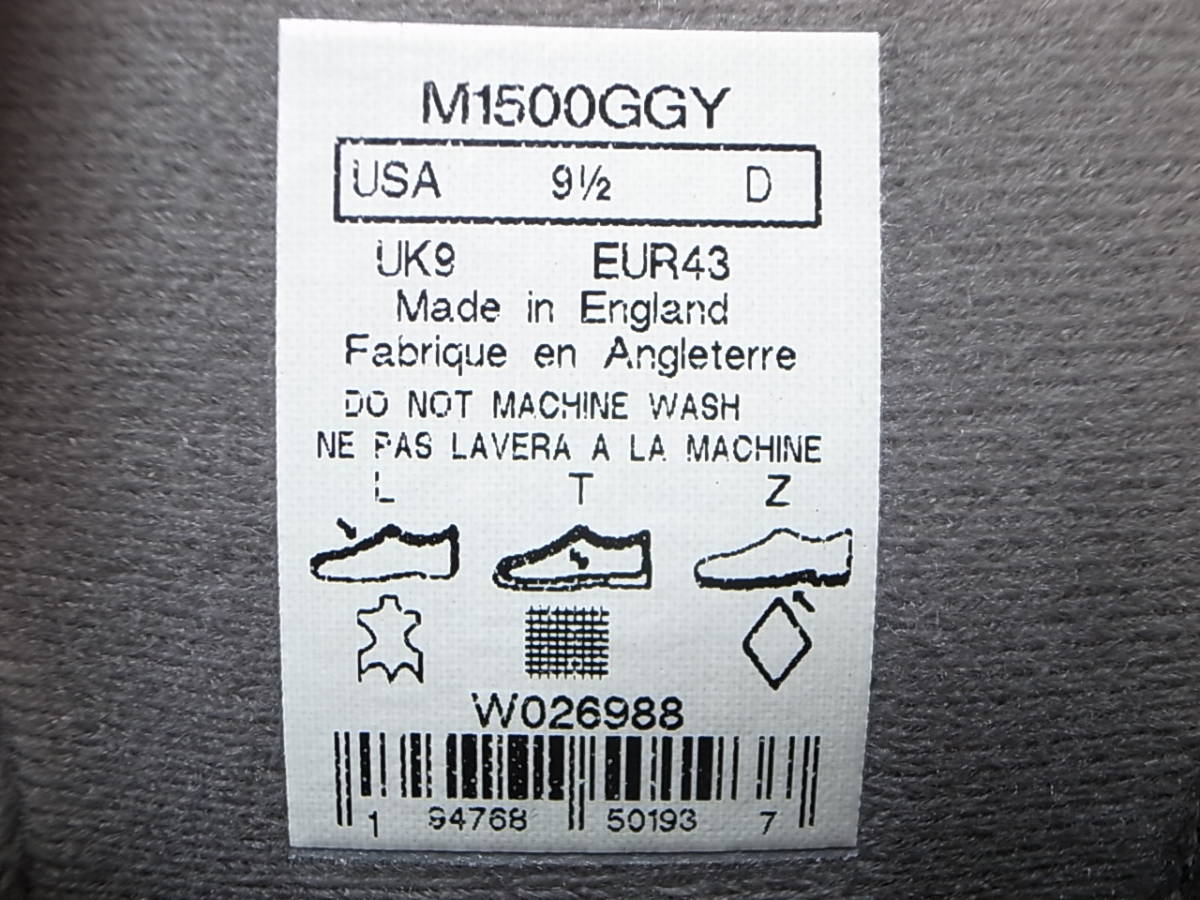 M1500GGY
USA 9½ D
UK9 EUR43
Made in England
Fabrique en Angleterre
DO NOT MACHINE WASH
NE PAS LAVERA A LA MACHINE
L T Z
W026988
1 94768 50193 7